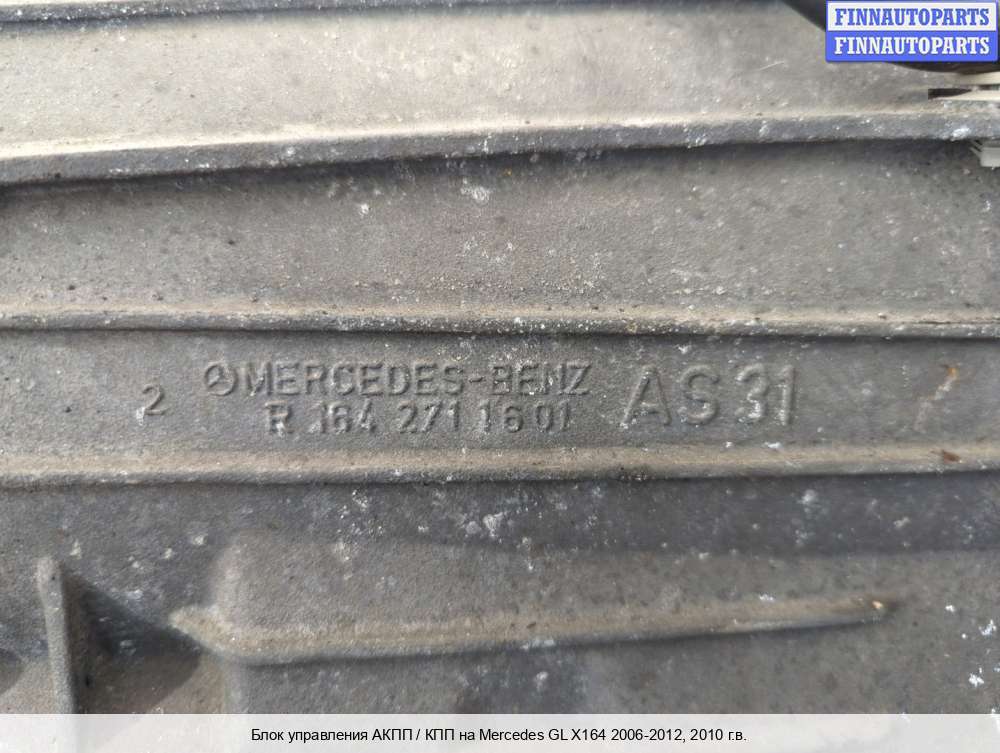 FINNAUTOPARTS
FINNAUTOPARTS
2 MERCEDES-BENZ AS 31
R 164 271 16 01
Блок управления АКПП / КПП на Mercedes GL X164 2006-2012, 2010 г.в.